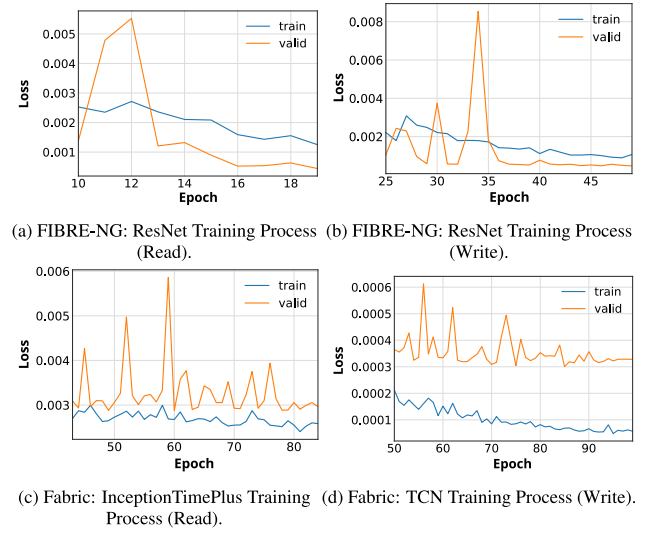 0.005
0.004
0.003
0.002
0.001
Loss
train
valid
10 12 14 16 18
Epoch
0.008
0.006
0.004
0.002
Loss
train
valid
25 30 35 40 45
Epoch
(a) FIBRE-NG: ResNet Training Process
(Read).
(b) FIBRE-NG: ResNet Training Process
(Write).
0.006
0.005
0.004
0.003
Loss
train
valid
50 60 70 80
Epoch
0.0006
0.0005
0.0004
0.0003
0.0002
0.0001
Loss
train
valid
50 60 70 80 90
Epoch
(c) Fabric: InceptionTimePlus Training
Process (Read).
(d) Fabric: TCN Training Process (Write).